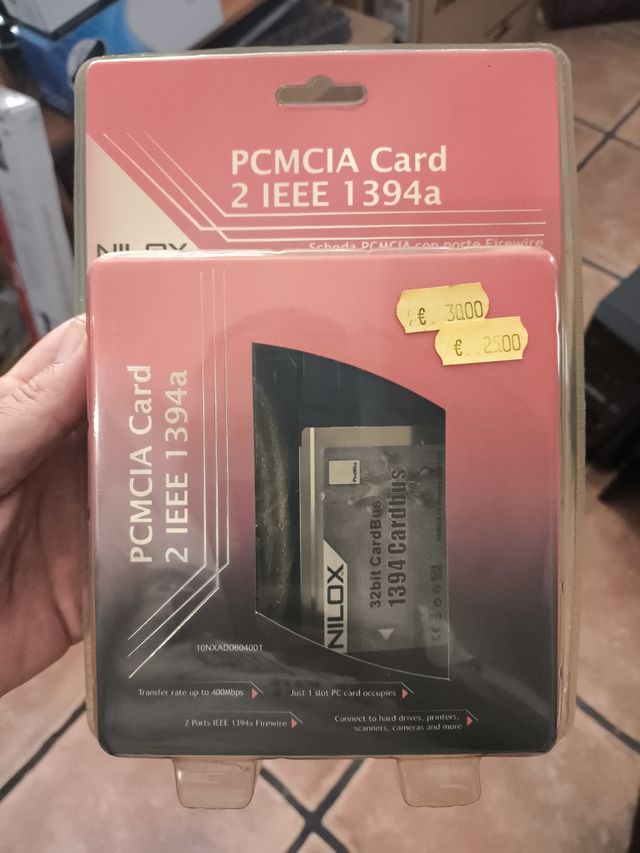 PCMCIA Card
2 IEEE 1394a
NILOX
Scheda PCMCIA con porte Firewire
€ 30.00
€ 25.00
PCMCIA Card
2 IEEE 1394a
FireWire
32bit CardBus
1394 Cardbus
NILOX
CE
10NXAD0604001
Transfer rate up to 400Mbps
Just 1 slot PC card occupies
2 Ports IEEE 1394a Firewire
Connect to hard drives, printers,
scanners, cameras and more